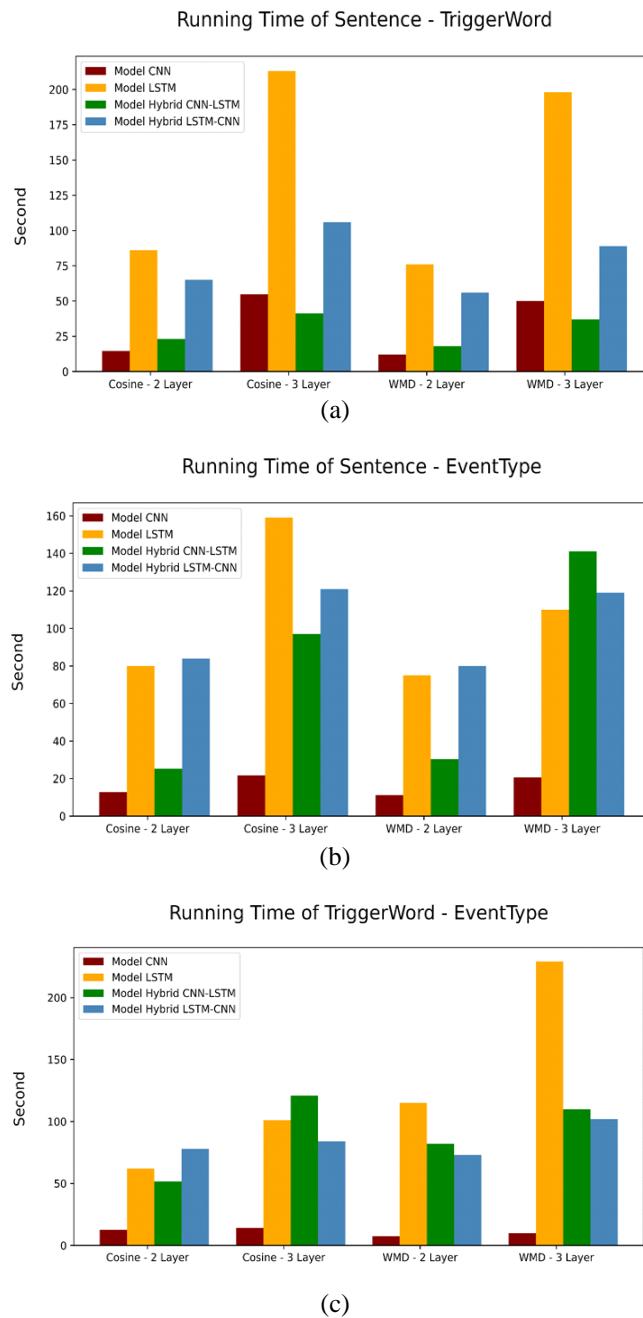 Running Time of Sentence - TriggerWord
Model CNN
Model LSTM
Model Hybrid CNN-LSTM
Model Hybrid LSTM-CNN
200
175
150
125
100
75
50
25
0
Second
Cosine - 2 Layer Cosine - 3 Layer WMD - 2 Layer WMD - 3 Layer
(a)
Running Time of Sentence - EventType
Model CNN
Model LSTM
Model Hybrid CNN-LSTM
Model Hybrid LSTM-CNN
160
140
120
100
80
60
40
20
0
Second
Cosine - 2 Layer Cosine - 3 Layer WMD - 2 Layer WMD - 3 Layer
(b)
Running Time of TriggerWord - EventType
Model CNN
Model LSTM
Model Hybrid CNN-LSTM
Model Hybrid LSTM-CNN
200
150
100
50
0
Second
Cosine - 2 Layer Cosine - 3 Layer WMD - 2 Layer WMD - 3 Layer
(c)